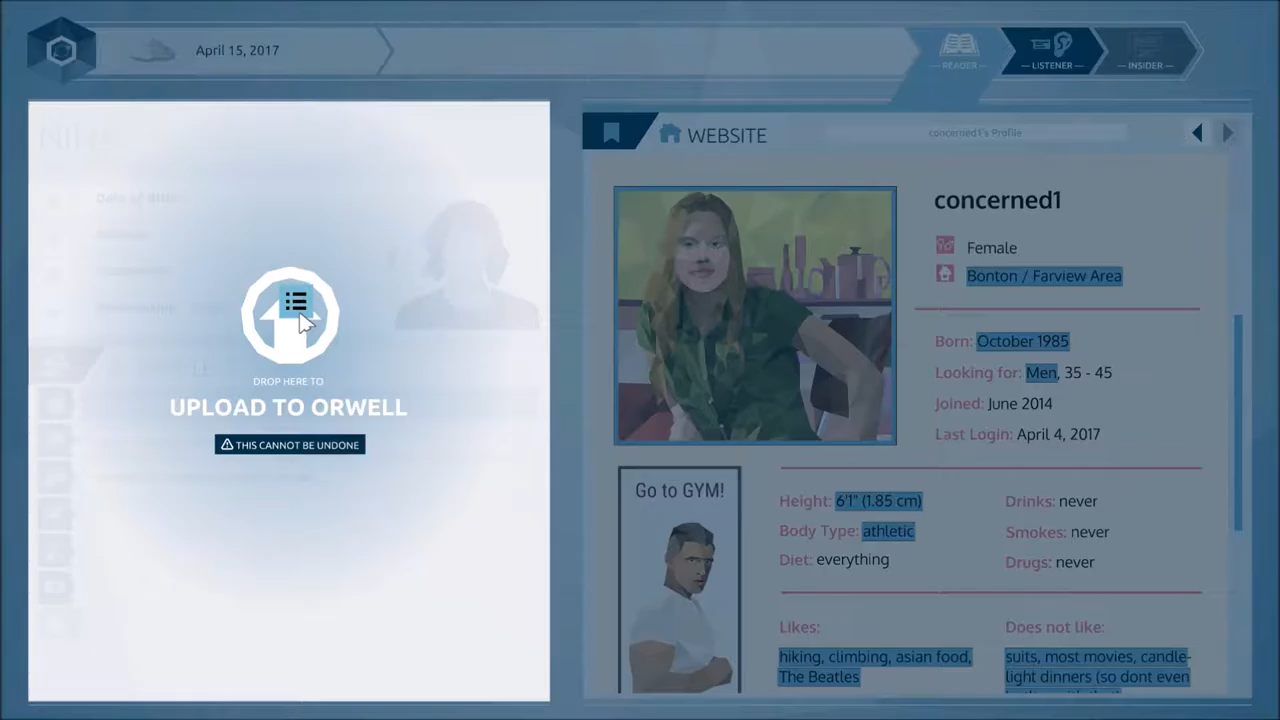 April 15, 2017
READER
LISTENER
INSIDER
DROP HERE TO
UPLOAD TO ORWELL
THIS CANNOT BE UNDONE
WEBSITE
concerned1's Profile
concerned1
Female
Bonton / Farview Area
Born: October 1985
Looking for: Men, 35 - 45
Joined: June 2014
Last Login: April 4, 2017
Go to GYM!
Height: 6'1" (1.85 cm)
Body Type: athletic
Diet: everything
Drinks: never
Smokes: never
Drugs: never
Likes:
hiking, climbing, asian food,
The Beatles
Does not like:
suits, most movies, candle-
light dinners (so dont even